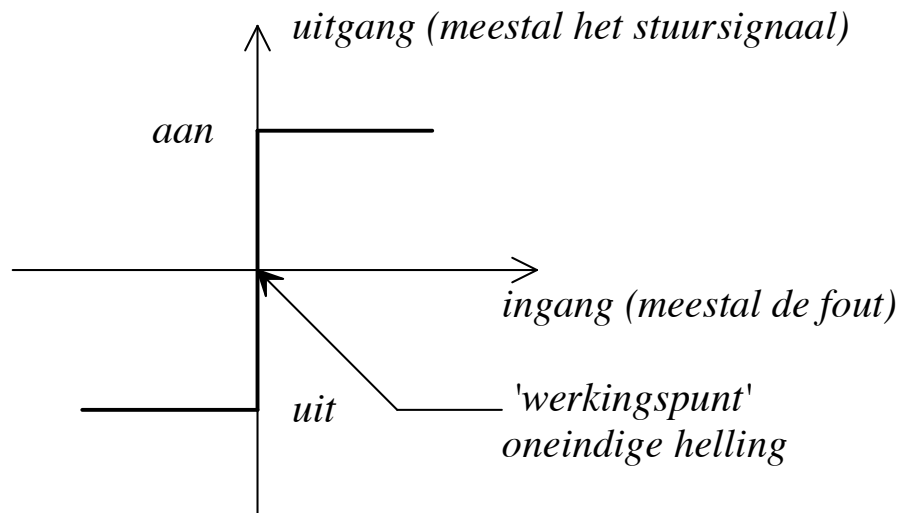 uitgang (meestal het stuursignaal)
aan
ingang (meestal de fout)
uit
'werkingspunt'
oneindige helling